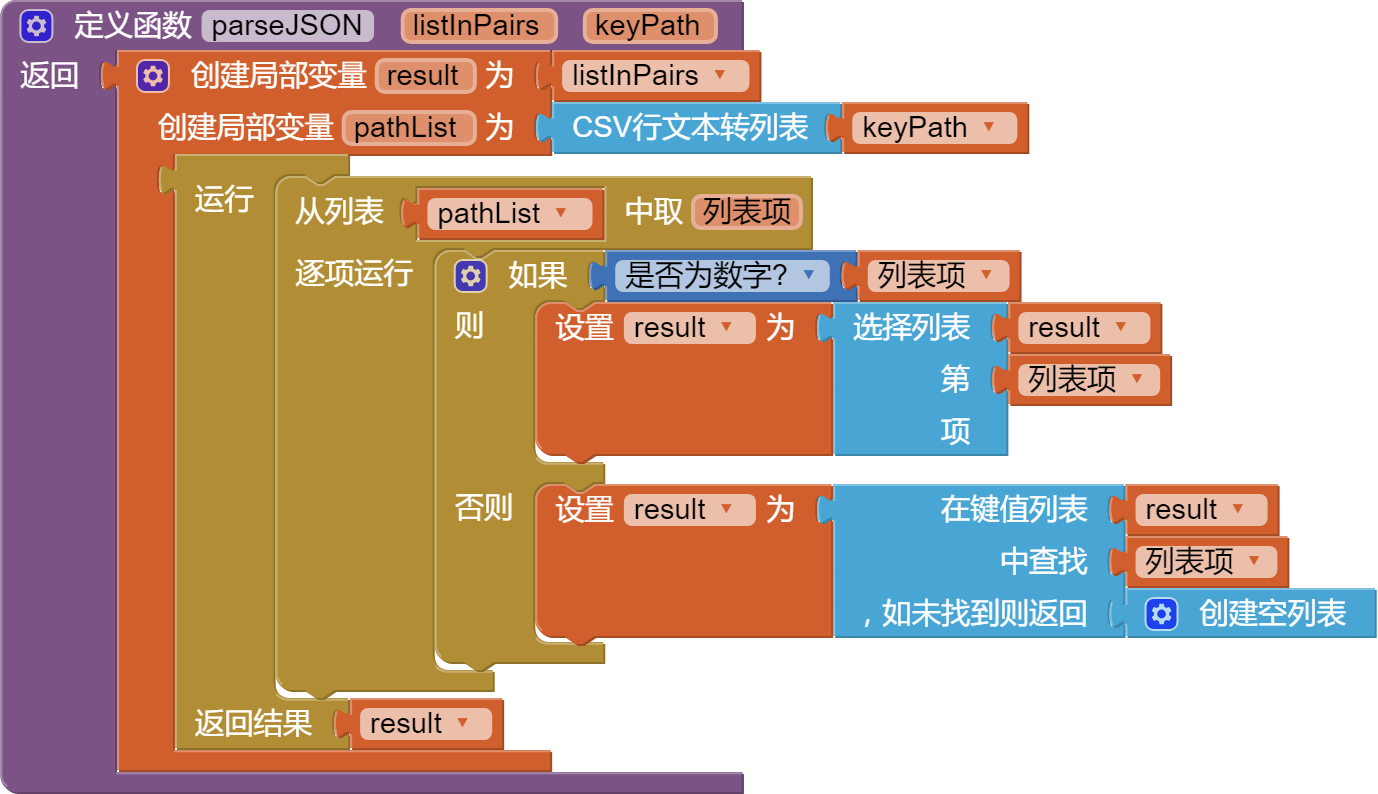 定义函数 parseJSON listInPairs keyPath
返回 创建局部变量 result 为 listInPairs
创建局部变量 pathList 为 CSV行文本转列表 keyPath
运行 从列表 pathList 中取 列表项
逐项运行 如果 是否为数字? 列表项
则 设置 result 为 选择列表 result
第 列表项
项
否则 设置 result 为 在键值列表 result
中查找 列表项
, 如未找到则返回 创建空列表
返回结果 result